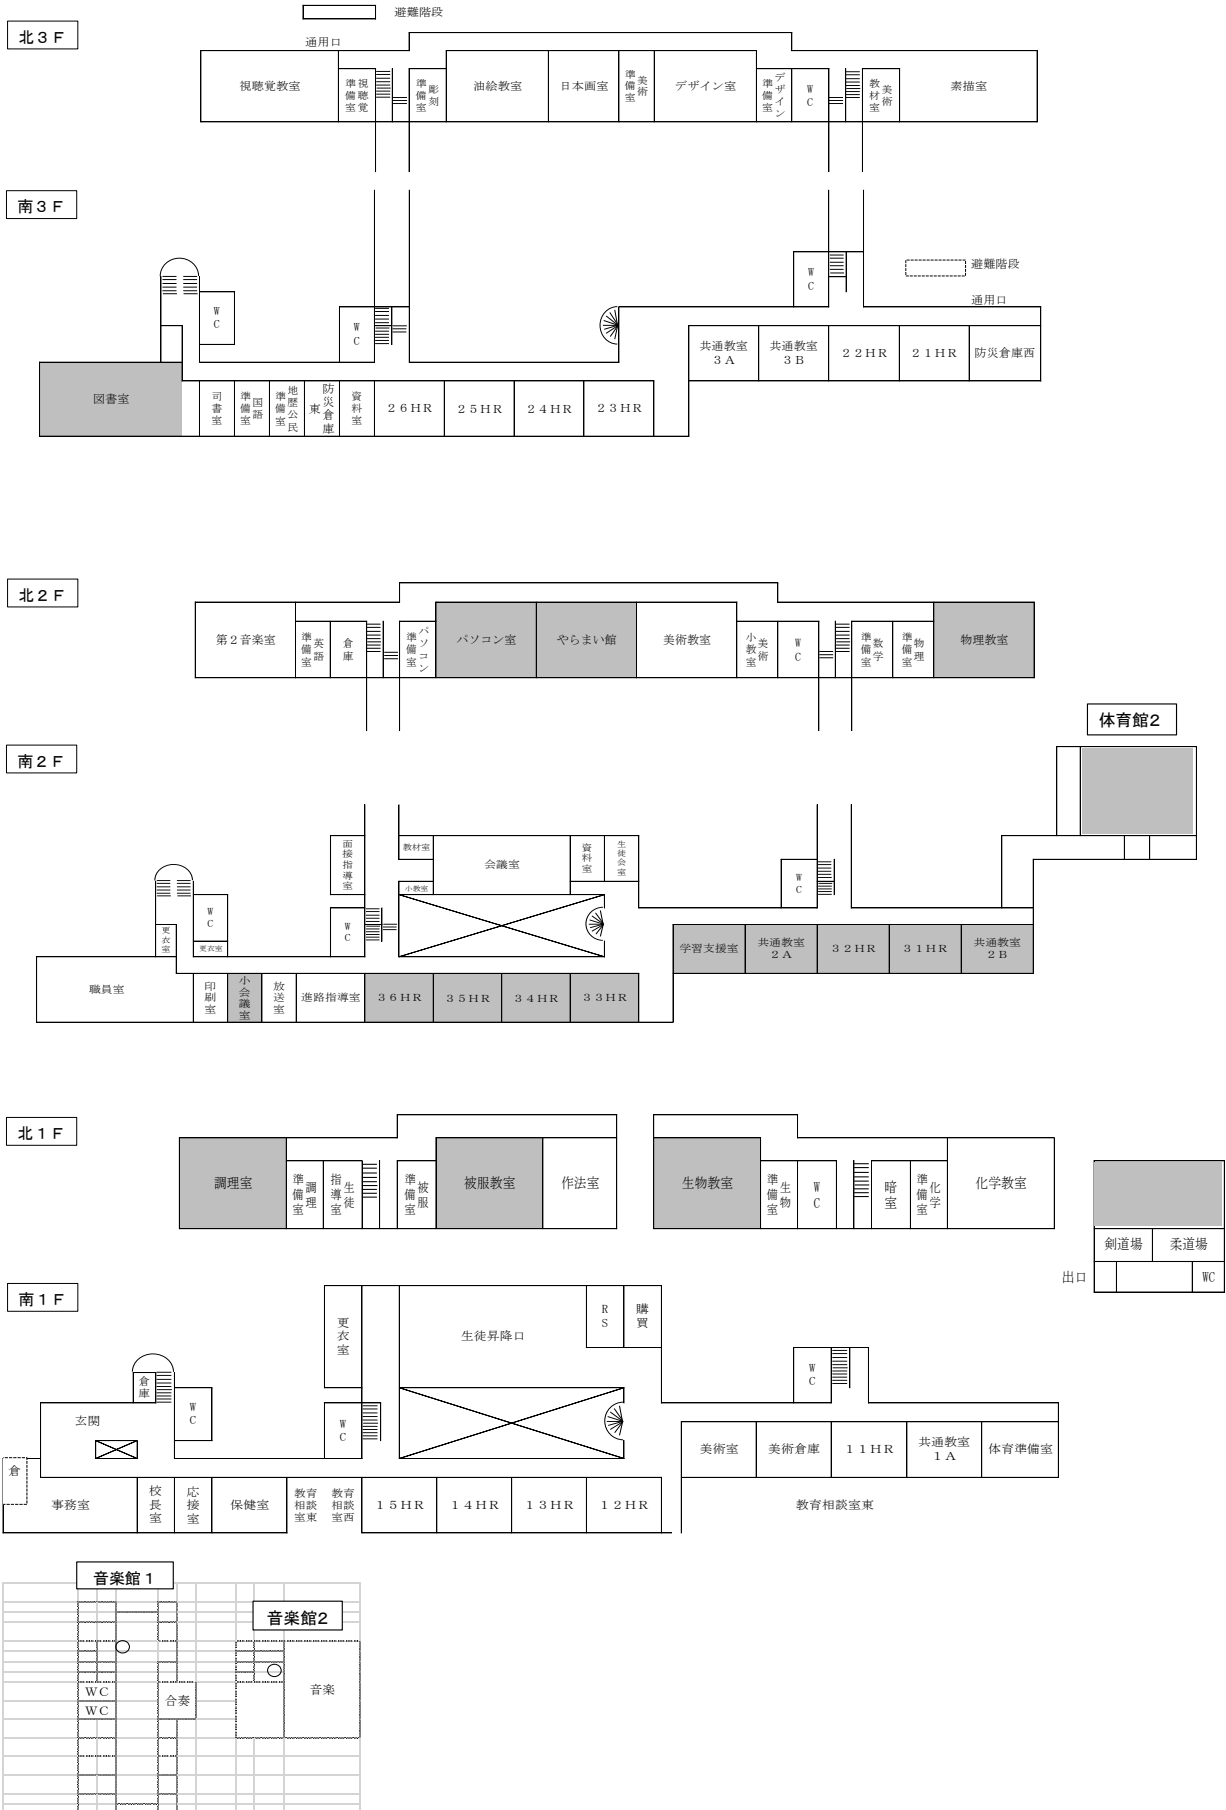 避難階段
北３Ｆ
通用口
視聴覚教室
視聴覚準備室
彫刻準備室
油絵教室
日本画室
美術準備室
デザイン室
デザイン準備室
WC
美術教材室
素描室
南３Ｆ
避難階段
通用口
WC
WC
WC
共通教室３Ａ
共通教室３Ｂ
２２HR
２１HR
防災倉庫西
図書室
司書室
国語準備室
地歴公民準備室
防災倉庫東
資料室
２６HR
２５HR
２４HR
２３HR
北２Ｆ
第２音楽室
英語準備室
倉庫
パソコン準備室
パソコン室
やらまい館
美術教室
美術小教室
WC
数学準備室
物理準備室
物理教室
体育館2
南２Ｆ
面接指導室
教材室
小教室
会議室
資料室
生徒会室
WC
WC
更衣室
更衣室
WC
学習支援室
共通教室２Ａ
３２HR
３１HR
共通教室２Ｂ
職員室
印刷室
小会議室
放送室
進路指導室
３６HR
３５HR
３４HR
３３HR
北１Ｆ
調理室
調理準備室
生徒指導室
被服準備室
被服教室
作法室
生物教室
生物準備室
WC
暗室
化学準備室
化学教室
剣道場
柔道場
出口
WC
南１Ｆ
更衣室
生徒昇降口
RS
購買
倉庫
WC
玄関
WC
WC
美術室
美術倉庫
１１HR
共通教室１Ａ
体育準備室
倉
事務室
校長室
応接室
保健室
教育相談室東
教育相談室西
１５HR
１４HR
１３HR
１２HR
教育相談室東
音楽館１
音楽館2
WC
WC
合奏
音楽